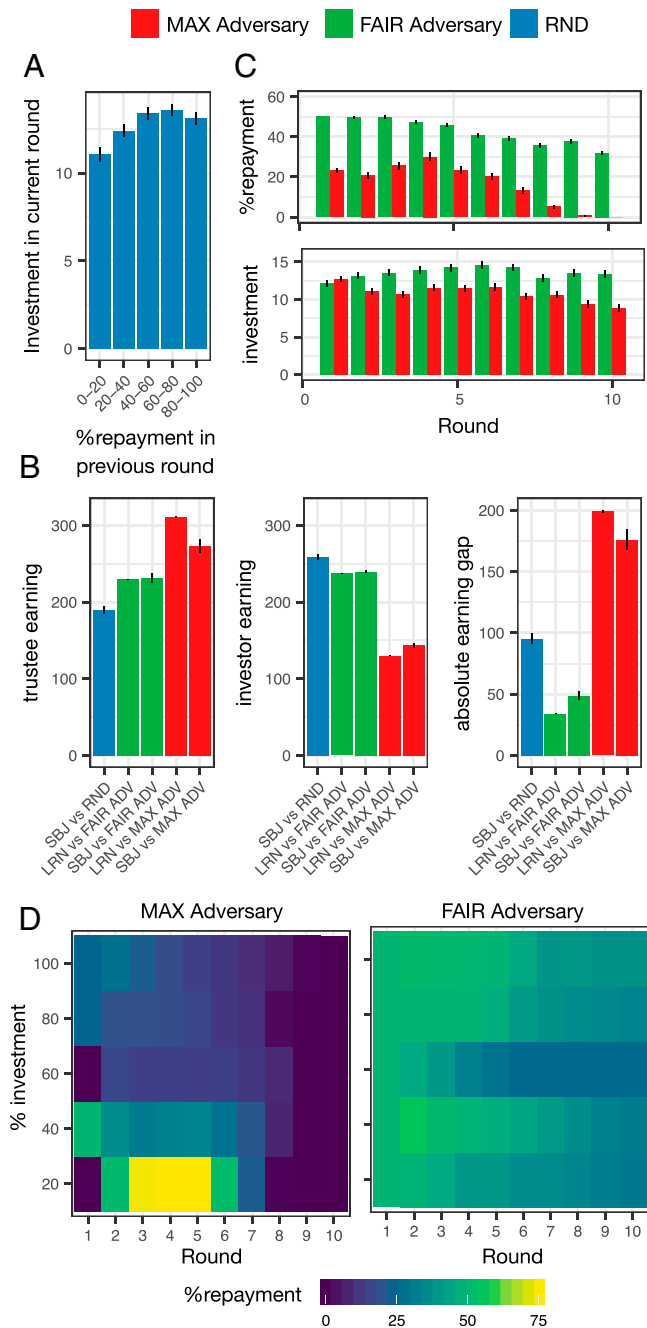 MAX Adversary FAIR Adversary RND
A
Investment in current round
10
5
0
0–20
20–40
40–60
60–80
80–100
%repayment in
previous round
C
%repayment
60
40
20
0
investment
15
10
5
0
0 5 10
Round
B
trustee earning
300
200
100
0
SBJ vs RND
LRN vs FAIR ADV
SBJ vs FAIR ADV
LRN vs MAX ADV
SBJ vs MAX ADV
investor earning
300
200
100
0
SBJ vs RND
LRN vs FAIR ADV
SBJ vs FAIR ADV
LRN vs MAX ADV
SBJ vs MAX ADV
absolute earning gap
200
150
100
50
0
SBJ vs RND
LRN vs FAIR ADV
SBJ vs FAIR ADV
LRN vs MAX ADV
SBJ vs MAX ADV
D
MAX Adversary
% investment
100
80
60
40
20
1 2 3 4 5 6 7 8 9 10
Round
FAIR Adversary
1 2 3 4 5 6 7 8 9 10
Round
%repayment
0 25 50 75